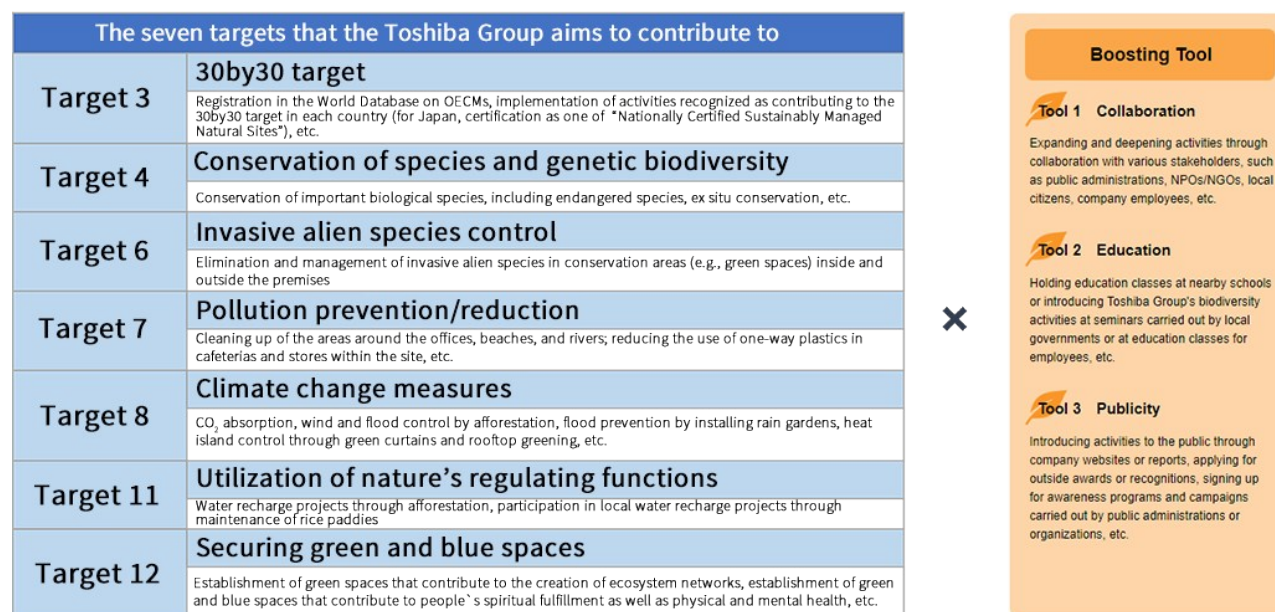 The seven targets that the Toshiba Group aims to contribute to
Target 3
30by30 target
Registration in the World Database on OECMs, implementation of activities recognized as contributing to the
30by30 target in each country (for Japan, certification as one of “Nationally Certified Sustainably Managed
Natural Sites”), etc.
Target 4
Conservation of species and genetic biodiversity
Conservation of important biological species, including endangered species, ex situ conservation, etc.
Target 6
Invasive alien species control
Elimination and management of invasive alien species in conservation areas (e.g., green spaces) inside and
outside the premises
Target 7
Pollution prevention/reduction
Cleaning up of the areas around the offices, beaches, and rivers; reducing the use of one-way plastics in
cafeterias and stores within the site, etc.
Target 8
Climate change measures
CO₂ absorption, wind and flood control by afforestation, flood prevention by installing rain gardens, heat
island control through green curtains and rooftop greening, etc.
Target 11
Utilization of nature’s regulating functions
Water recharge projects through afforestation, participation in local water recharge projects through
maintenance of rice paddies
Target 12
Securing green and blue spaces
Establishment of green spaces that contribute to the creation of ecosystem networks, establishment of green
and blue spaces that contribute to people`s spiritual fulfillment as well as physical and mental health, etc.
×
Boosting Tool
Tool 1 Collaboration
Expanding and deepening activities through
collaboration with various stakeholders, such
as public administrations, NPOs/NGOs, local
citizens, company employees, etc.
Tool 2 Education
Holding education classes at nearby schools
or introducing Toshiba Group's biodiversity
activities at seminars carried out by local
governments or at education classes for
employees, etc.
Tool 3 Publicity
Introducing activities to the public through
company websites or reports, applying for
outside awards or recognitions, signing up
for awareness programs and campaigns
carried out by public administrations or
organizations, etc.